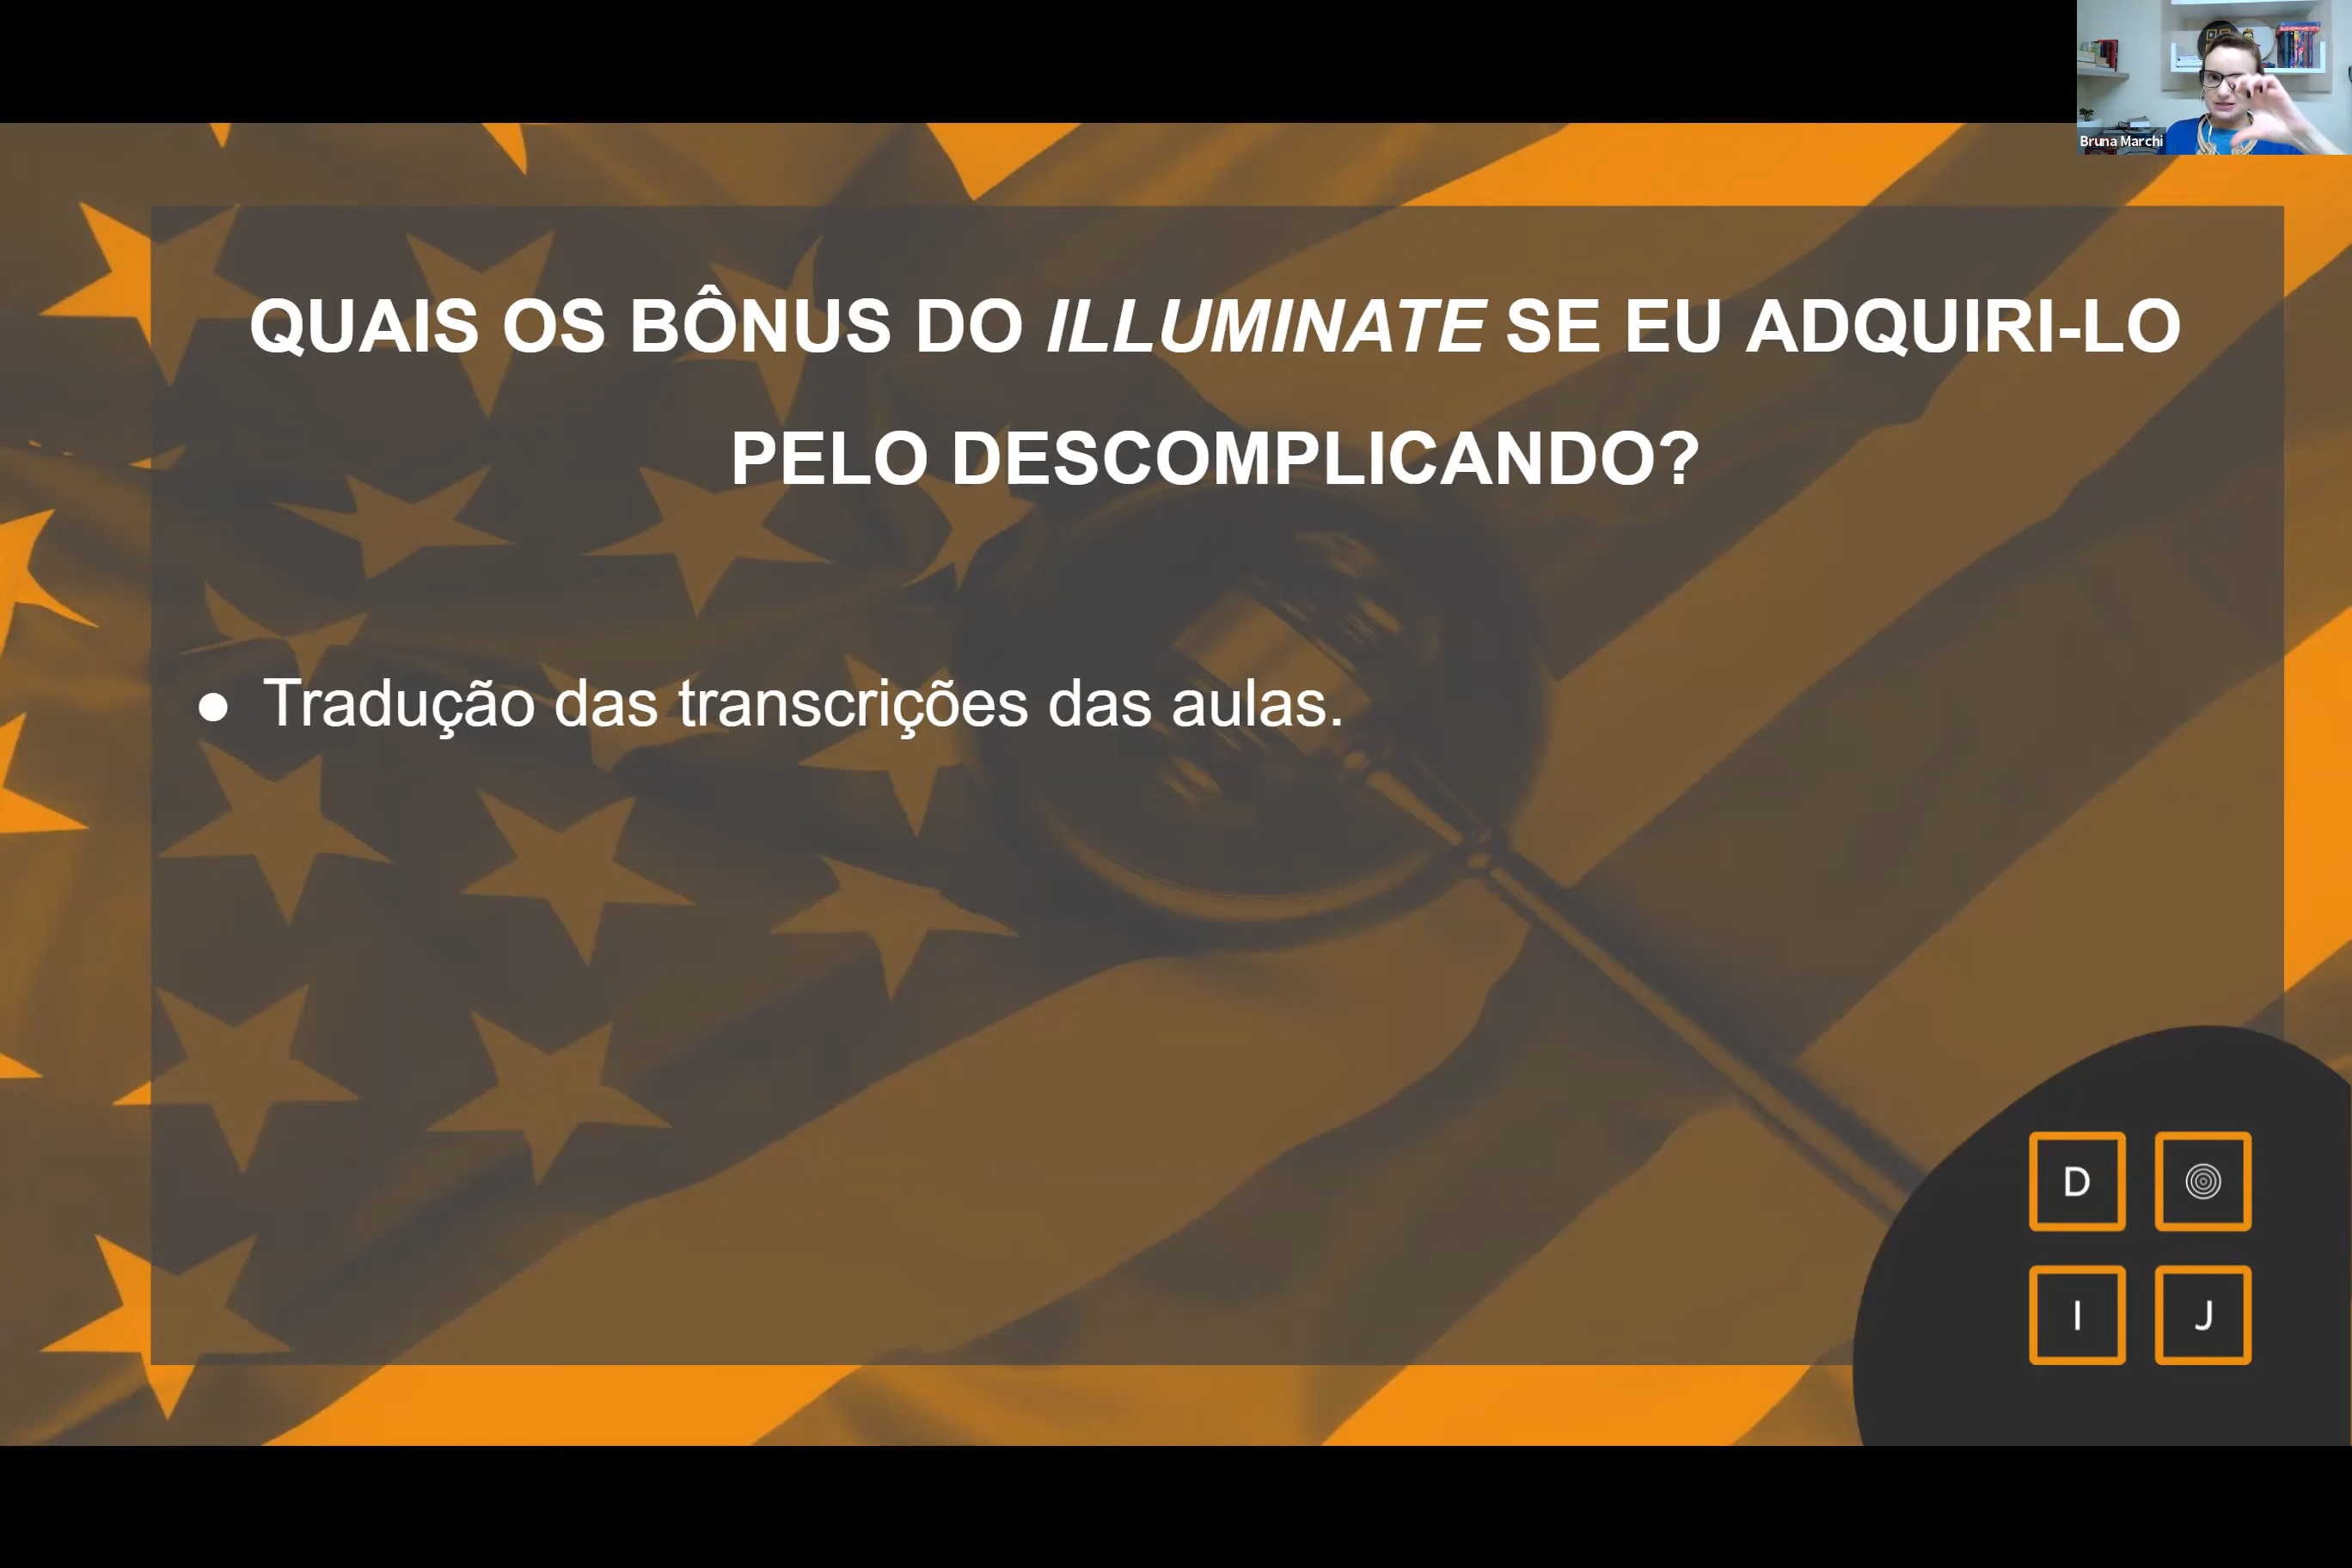 Bruna Marchi
QUAIS OS BÔNUS DO ILLUMINATE SE EU ADQUIRI-LO
PELO DESCOMPLICANDO?
● Tradução das transcrições das aulas.
D
I J